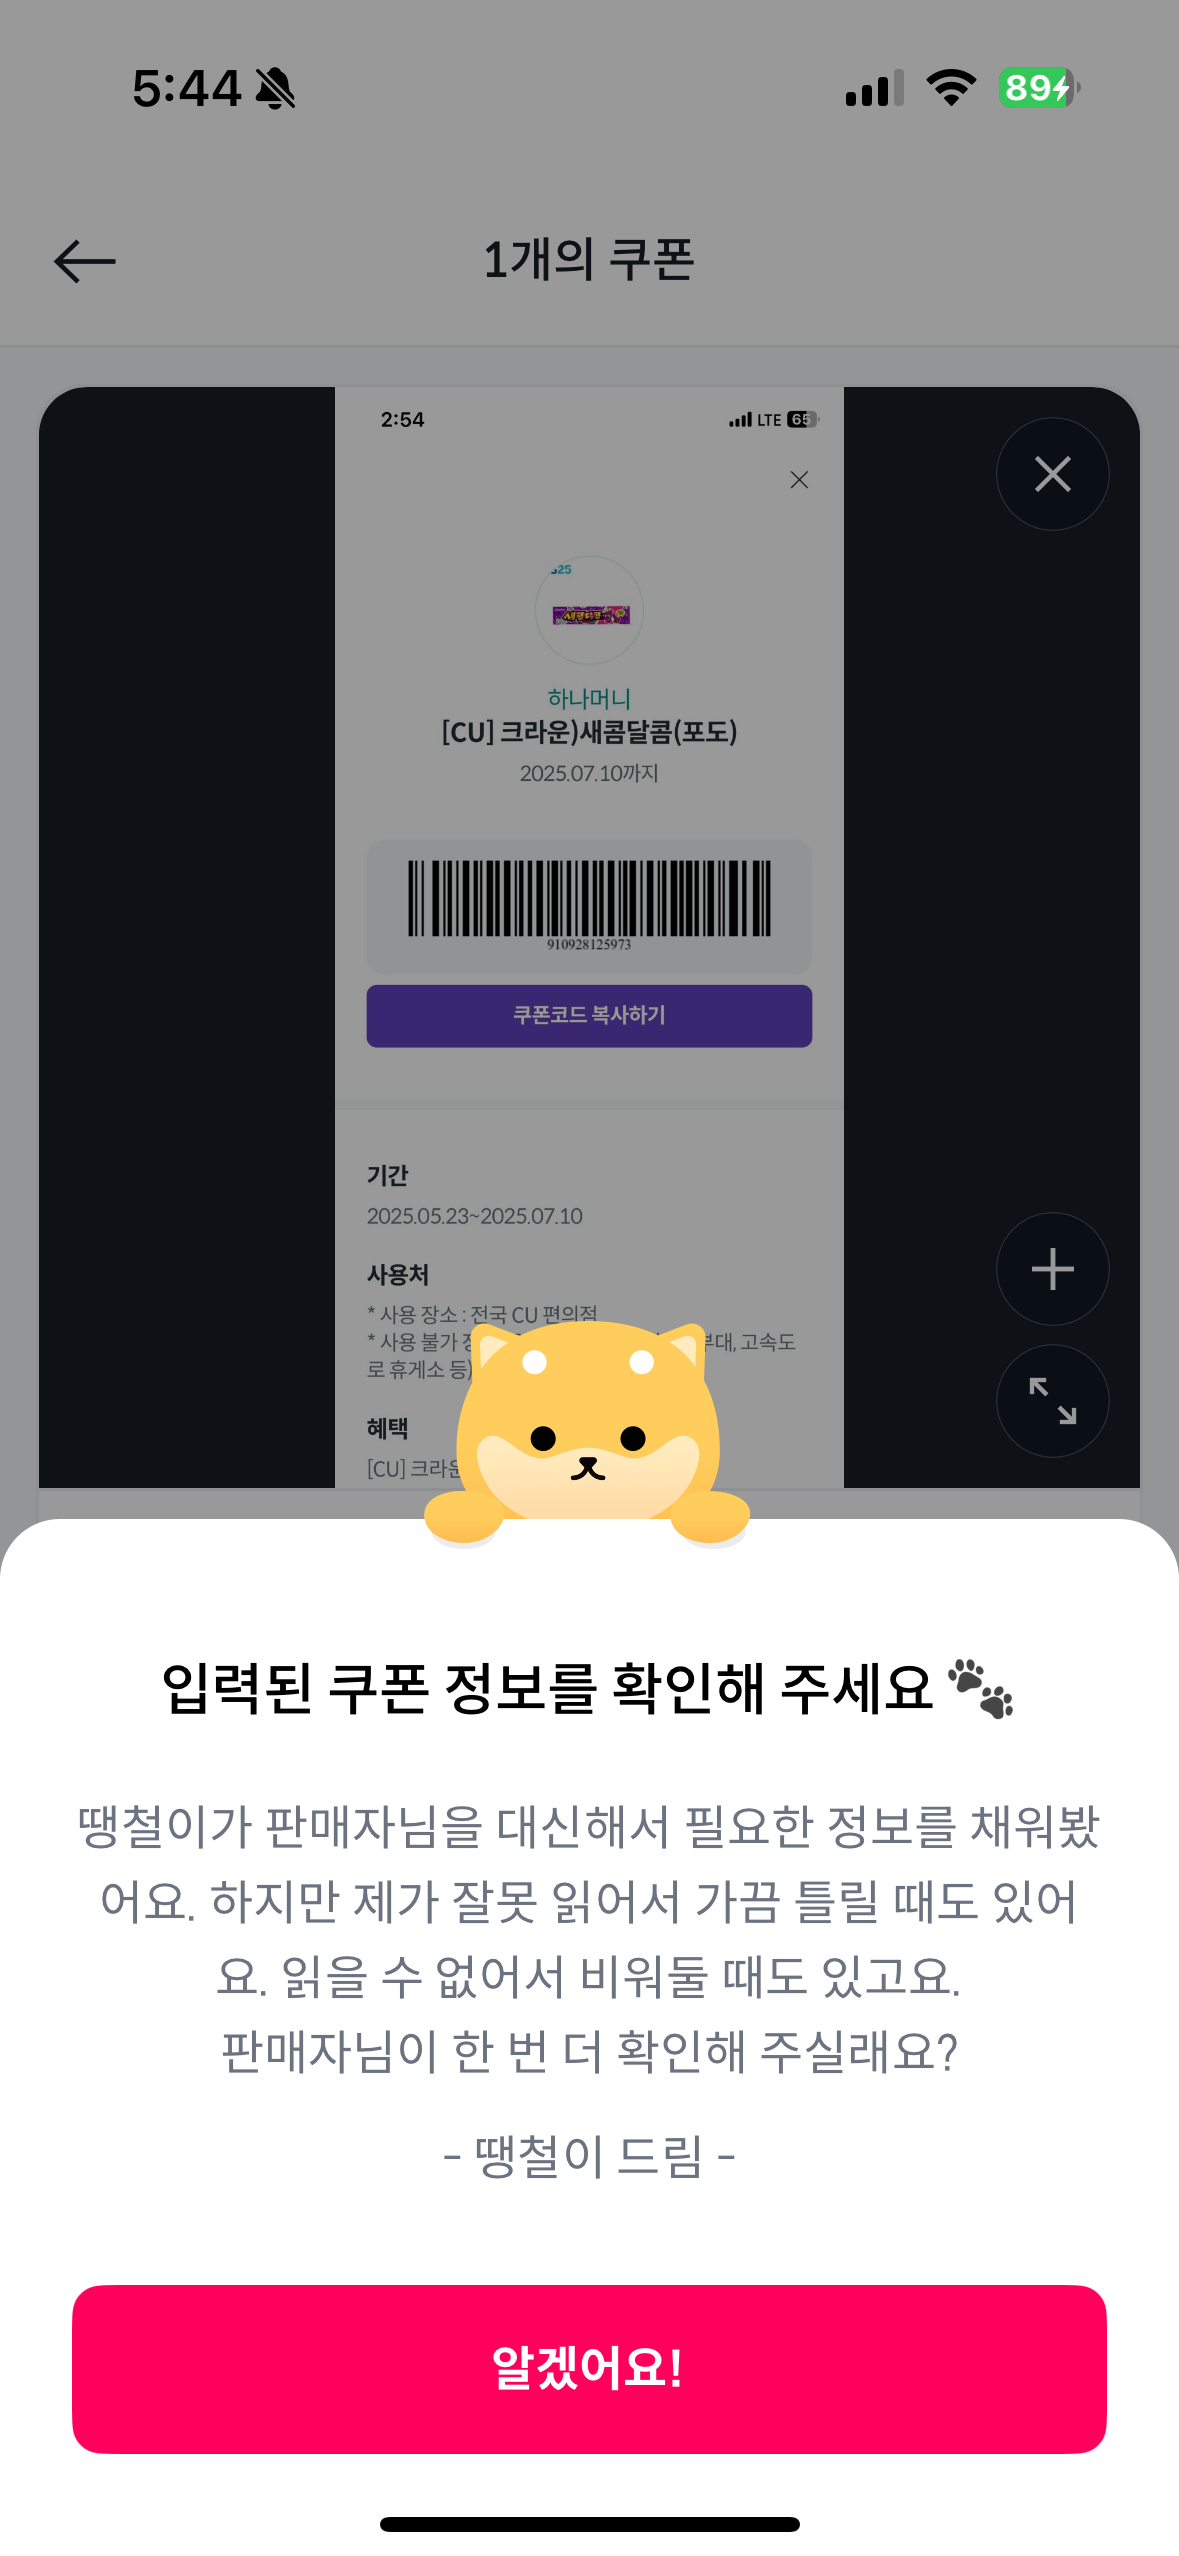 5:44
89
1개의 쿠폰
2:54
LTE 65
새콤달콤
하나머니
[CU] 크라운)새콤달콤(포도)
2025.07.10까지
910928125973
쿠폰코드 복사하기
기간
2025.05.23~2025.07.10
사용처
* 사용 장소 : 전국 CU 편의점
* 사용 불가 부대, 고속도
로 휴게소 등)
혜택
[CU] 크라운
입력된 쿠폰 정보를 확인해 주세요 🐾
땡철이가 판매자님을 대신해서 필요한 정보를 채워봤
어요. 하지만 제가 잘못 읽어서 가끔 틀릴 때도 있어
요. 읽을 수 없어서 비워둘 때도 있고요.
판매자님이 한 번 더 확인해 주실래요?
- 땡철이 드림 -
알겠어요!